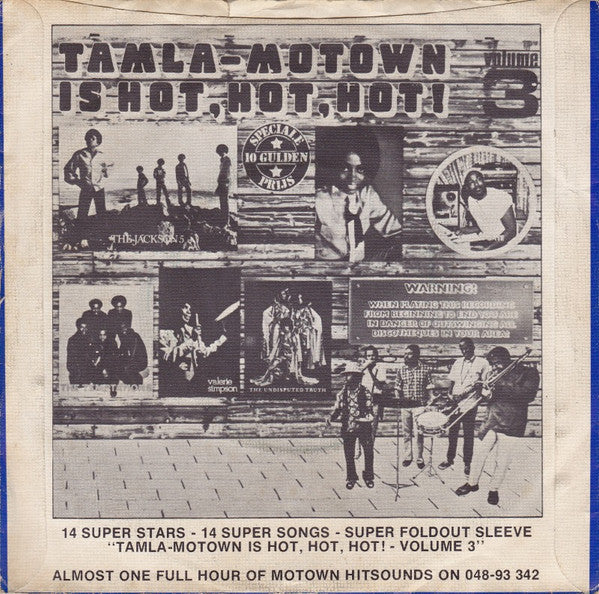 TAMLA-MOTOWN
IS HOT, HOT, HOT!
volume
3
SPECIALE
10 GULDEN
PRIJS
THE JACKSON 5
valerie
simpson
THE UNDISPUTED TRUTH
WARNING:
WHEN PLAYING THIS RECORDING
FROM BEGINNING TO END YOU ARE
IN DANGER OF OUTSWINGING ALL
DISCOTHEQUES IN YOUR AREA!
14 SUPER STARS - 14 SUPER SONGS - SUPER FOLDOUT SLEEVE
"TAMLA-MOTOWN IS HOT, HOT, HOT! - VOLUME 3"
ALMOST ONE FULL HOUR OF MOTOWN HITSOUNDS ON 048-93 342